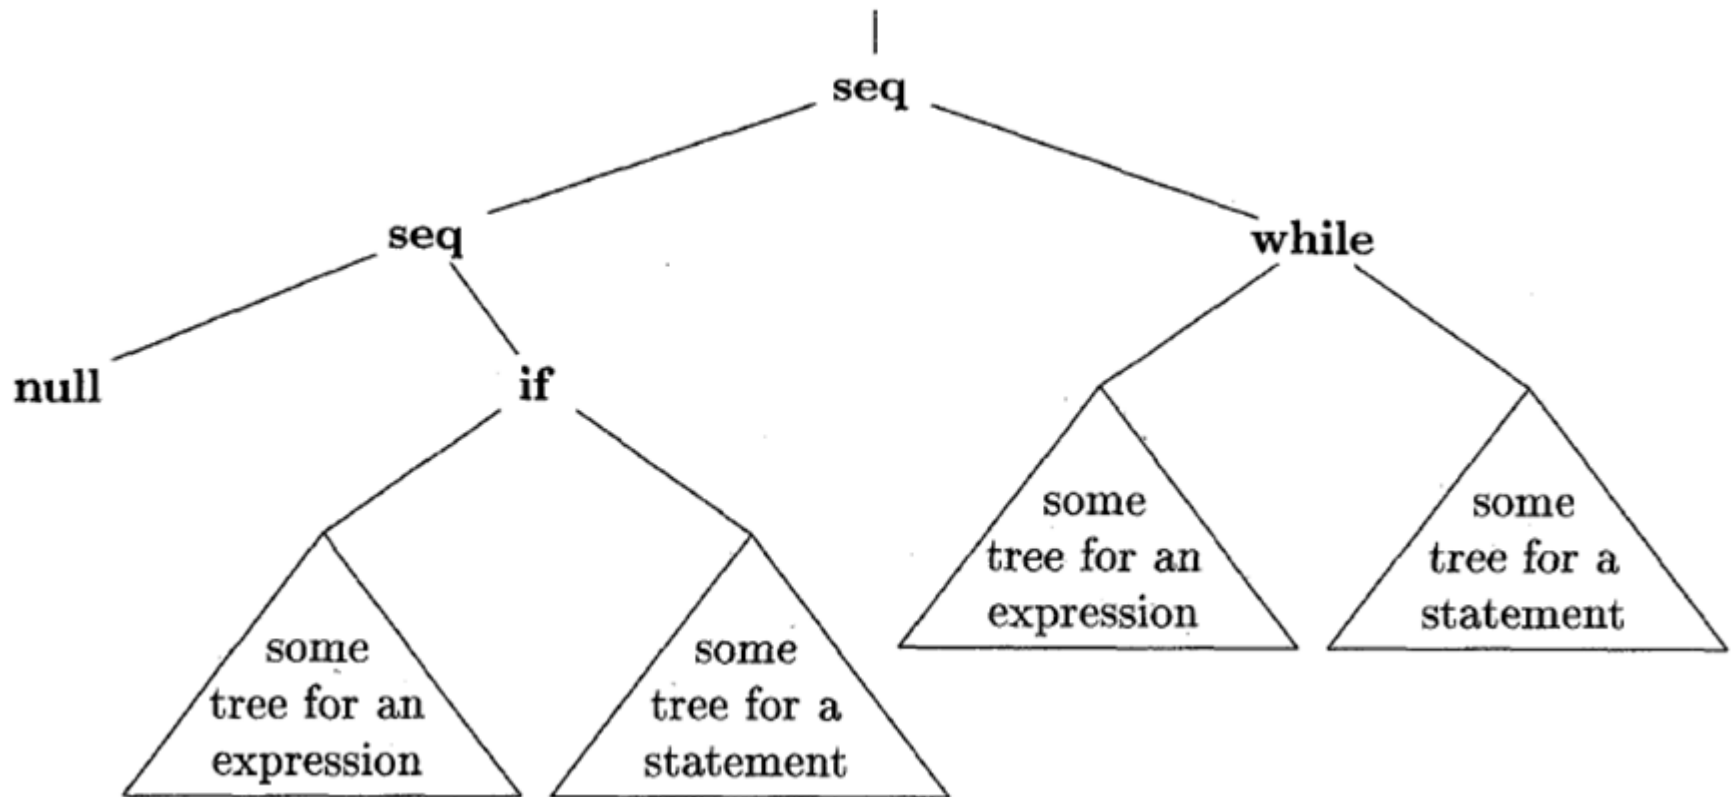 seq
seq
while
null
if
some
tree for an
expression
some
tree for a
statement
some
tree for an
expression
some
tree for a
statement